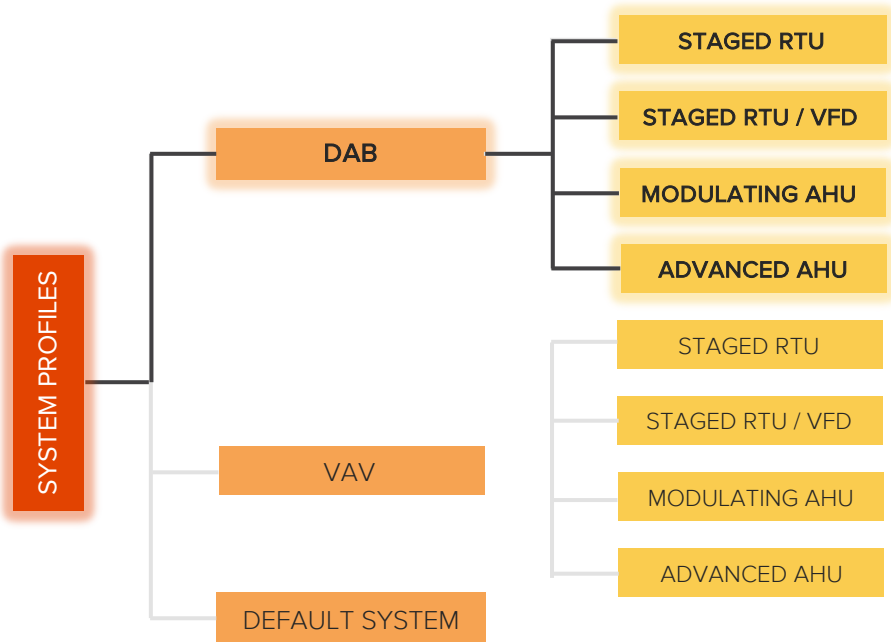 SYSTEM PROFILES
DAB
STAGED RTU
STAGED RTU / VFD
MODULATING AHU
ADVANCED AHU
VAV
STAGED RTU
STAGED RTU / VFD
MODULATING AHU
ADVANCED AHU
DEFAULT SYSTEM